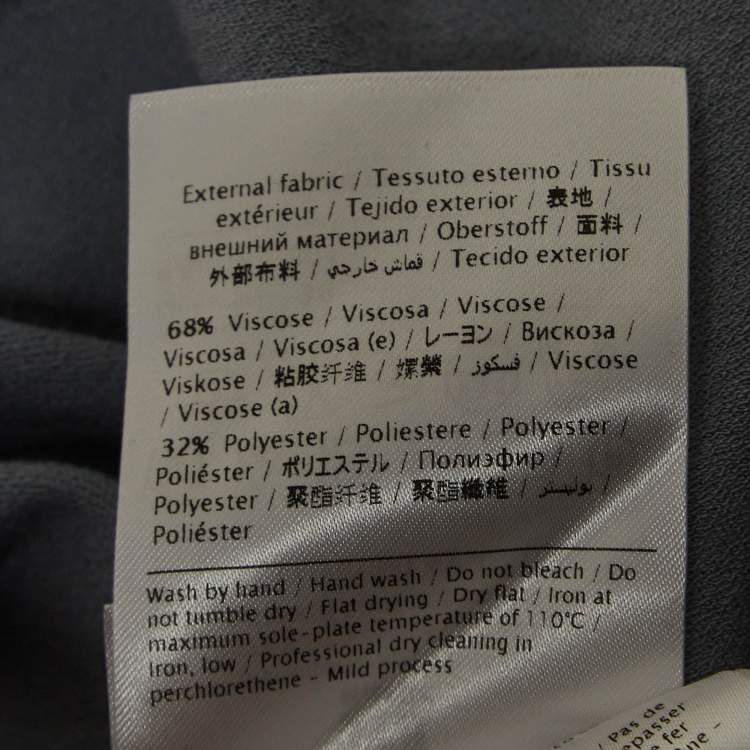 External fabric / Tessuto esterno / Tissu
extérieur / Tejido exterior / 表地 /
внешний материал / Oberstoff / 面料 /
外部布料 / قماش خارجي / Tecido exterior
68% Viscose / Viscosa / Viscose /
Viscosa / Viscosa (e) / レーヨン / Вискоза /
Viskose / 粘胶纤维 / 嫘縈 / فسكوز / Viscose
/ Viscose (a)
32% Polyester / Poliestere / Polyester /
Poliéster / ポリエステル / Полиэфир /
Polyester / 聚酯纤维 / 聚酯纖維 / بوليستر /
Poliéster
Wash by hand / Hand wash / Do not bleach / Do
not tumble dry / Flat drying / Dry flat / Iron at
maximum sole-plate temperature of 110°C /
Iron, low / Professional dry cleaning in
perchlorethene - Mild process
Pas de
fer